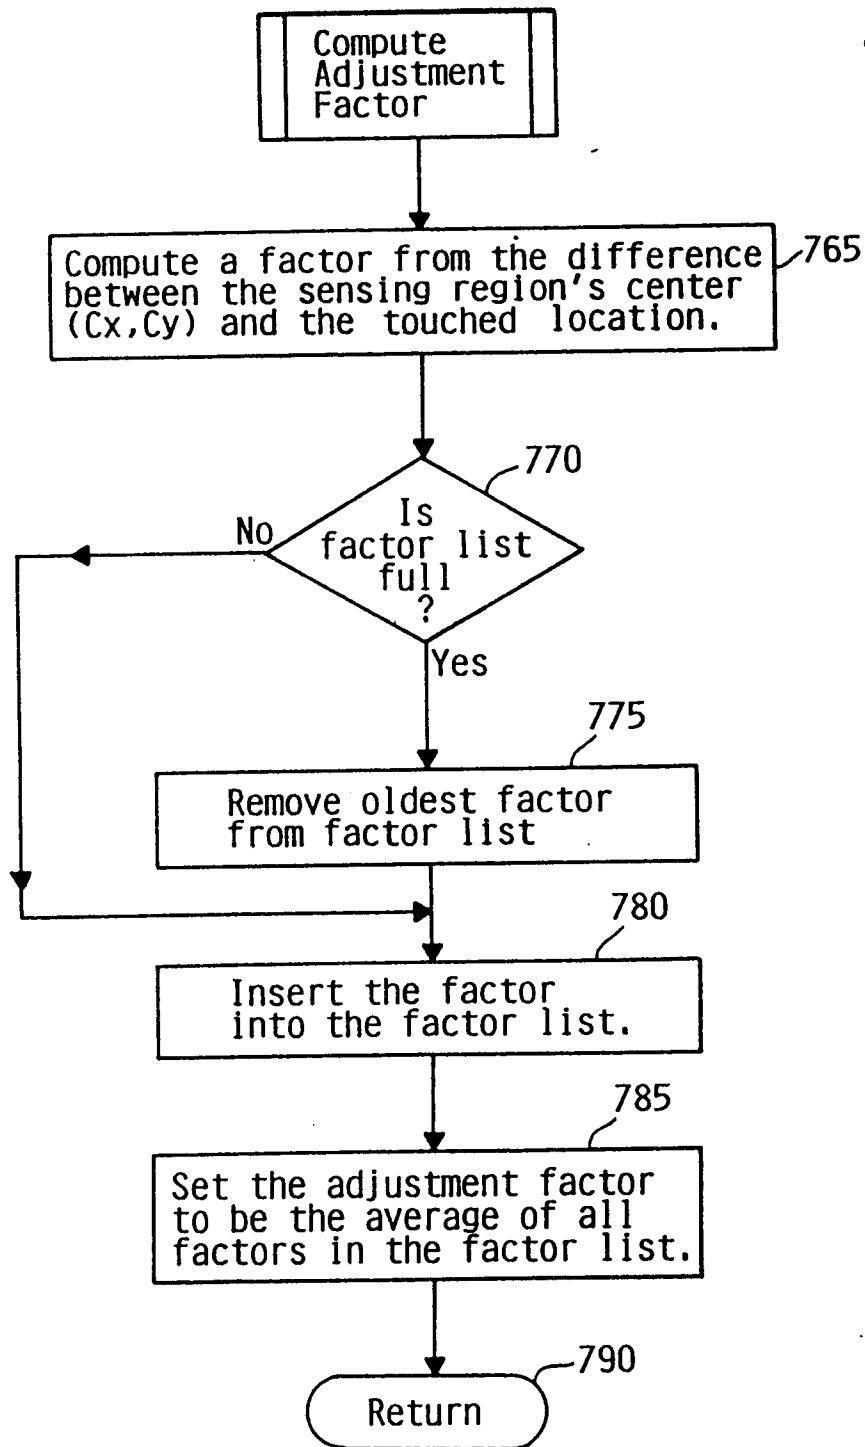 Compute
Adjustment
Factor
Compute a factor from the difference
between the sensing region's center
(Cx,Cy) and the touched location.
765
770
Is
factor list
full
?
No
Yes
775
Remove oldest factor
from factor list
780
Insert the factor
into the factor list.
785
Set the adjustment factor
to be the average of all
factors in the factor list.
790
Return